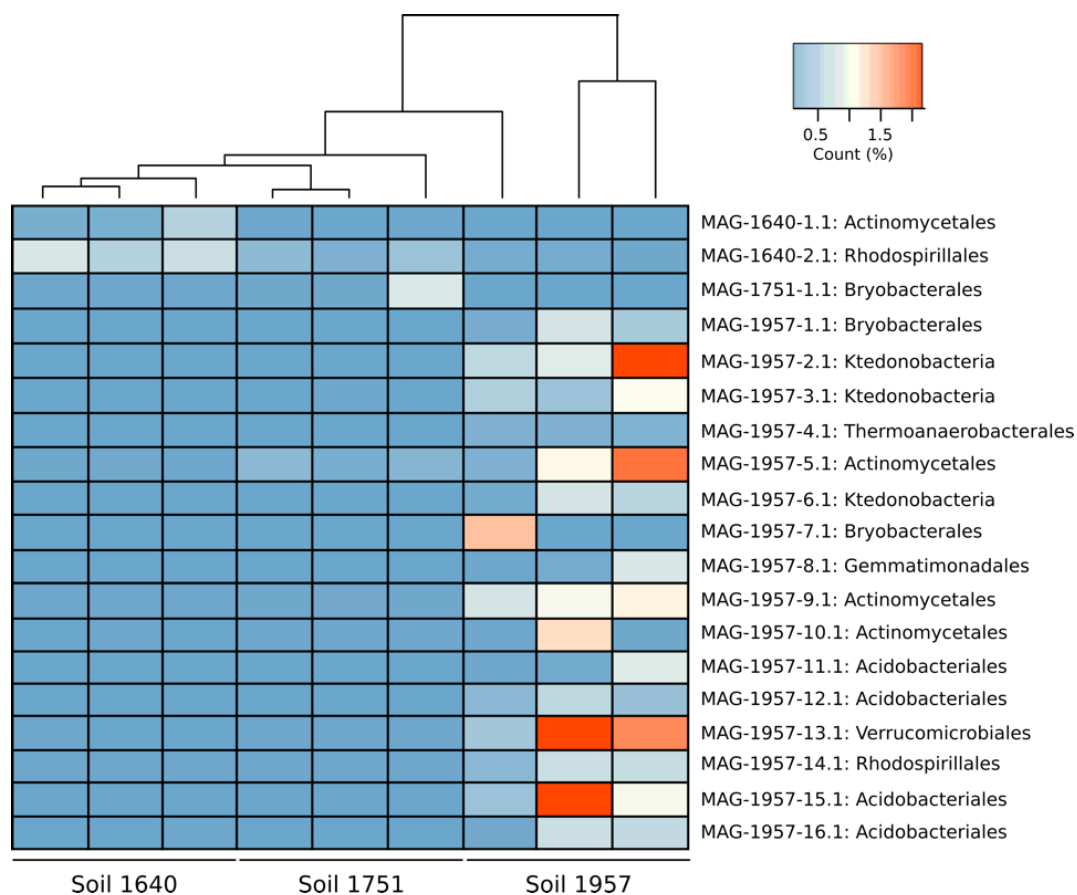 0.5 1.5
Count (%)
MAG-1640-1.1: Actinomycetales
MAG-1640-2.1: Rhodospirillales
MAG-1751-1.1: Bryobacterales
MAG-1957-1.1: Bryobacterales
MAG-1957-2.1: Ktedonobacteria
MAG-1957-3.1: Ktedonobacteria
MAG-1957-4.1: Thermoanaerobacterales
MAG-1957-5.1: Actinomycetales
MAG-1957-6.1: Ktedonobacteria
MAG-1957-7.1: Bryobacterales
MAG-1957-8.1: Gemmatimonadales
MAG-1957-9.1: Actinomycetales
MAG-1957-10.1: Actinomycetales
MAG-1957-11.1: Acidobacteriales
MAG-1957-12.1: Acidobacteriales
MAG-1957-13.1: Verrucomicrobiales
MAG-1957-14.1: Rhodospirillales
MAG-1957-15.1: Acidobacteriales
MAG-1957-16.1: Acidobacteriales
Soil 1640 Soil 1751 Soil 1957